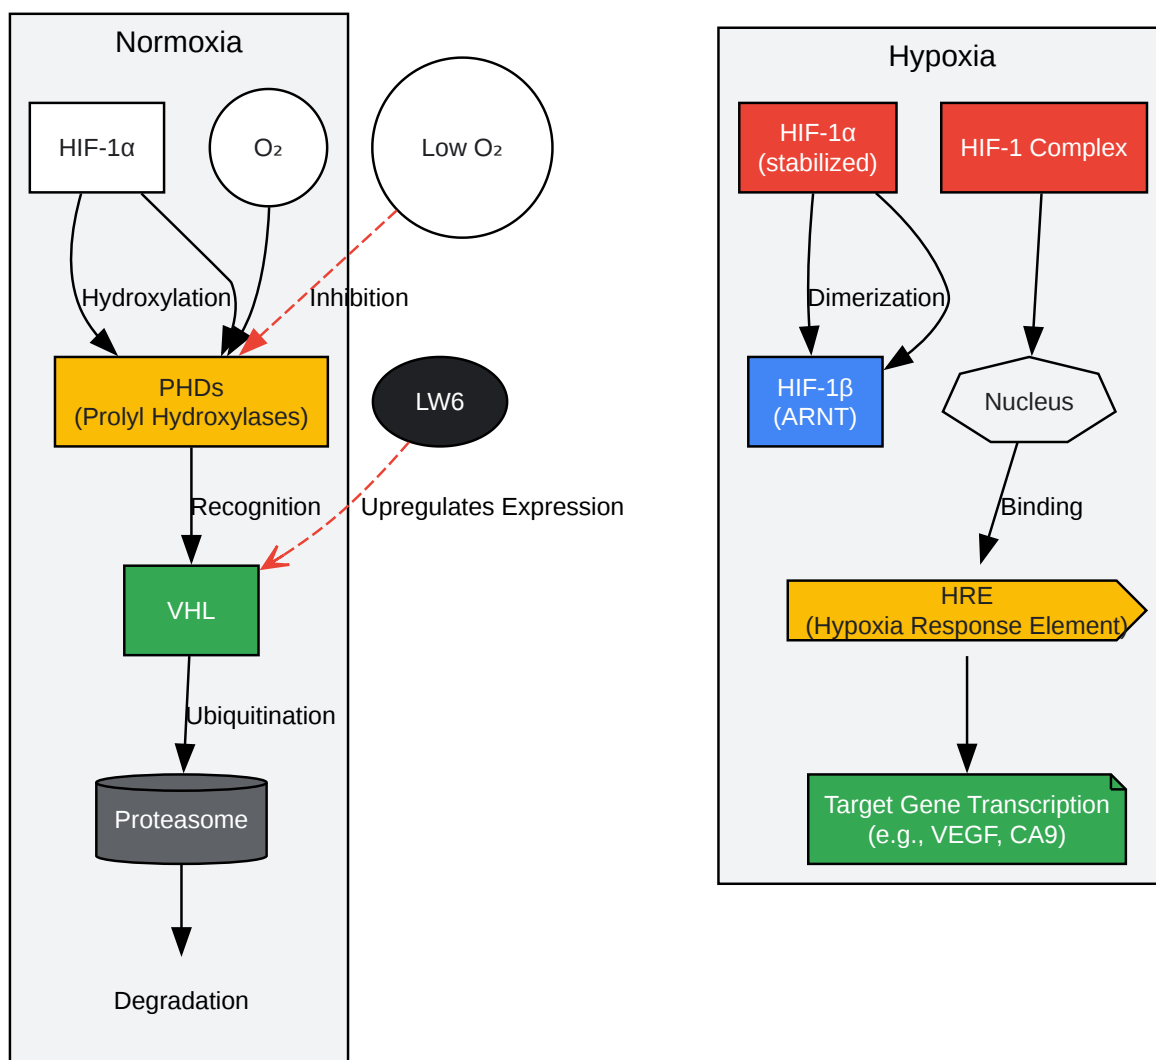 Normoxia
HIF-1α
O₂
Low O₂
Hydroxylation
Inhibition
PHDs
(Prolyl Hydroxylases)
LW6
Recognition
Upregulates Expression
VHL
Ubiquitination
Proteasome
Degradation
Hypoxia
HIF-1α
(stabilized)
HIF-1 Complex
Dimerization
HIF-1β
(ARNT)
Nucleus
Binding
HRE
(Hypoxia Response Element)
Target Gene Transcription
(e.g., VEGF, CA9)